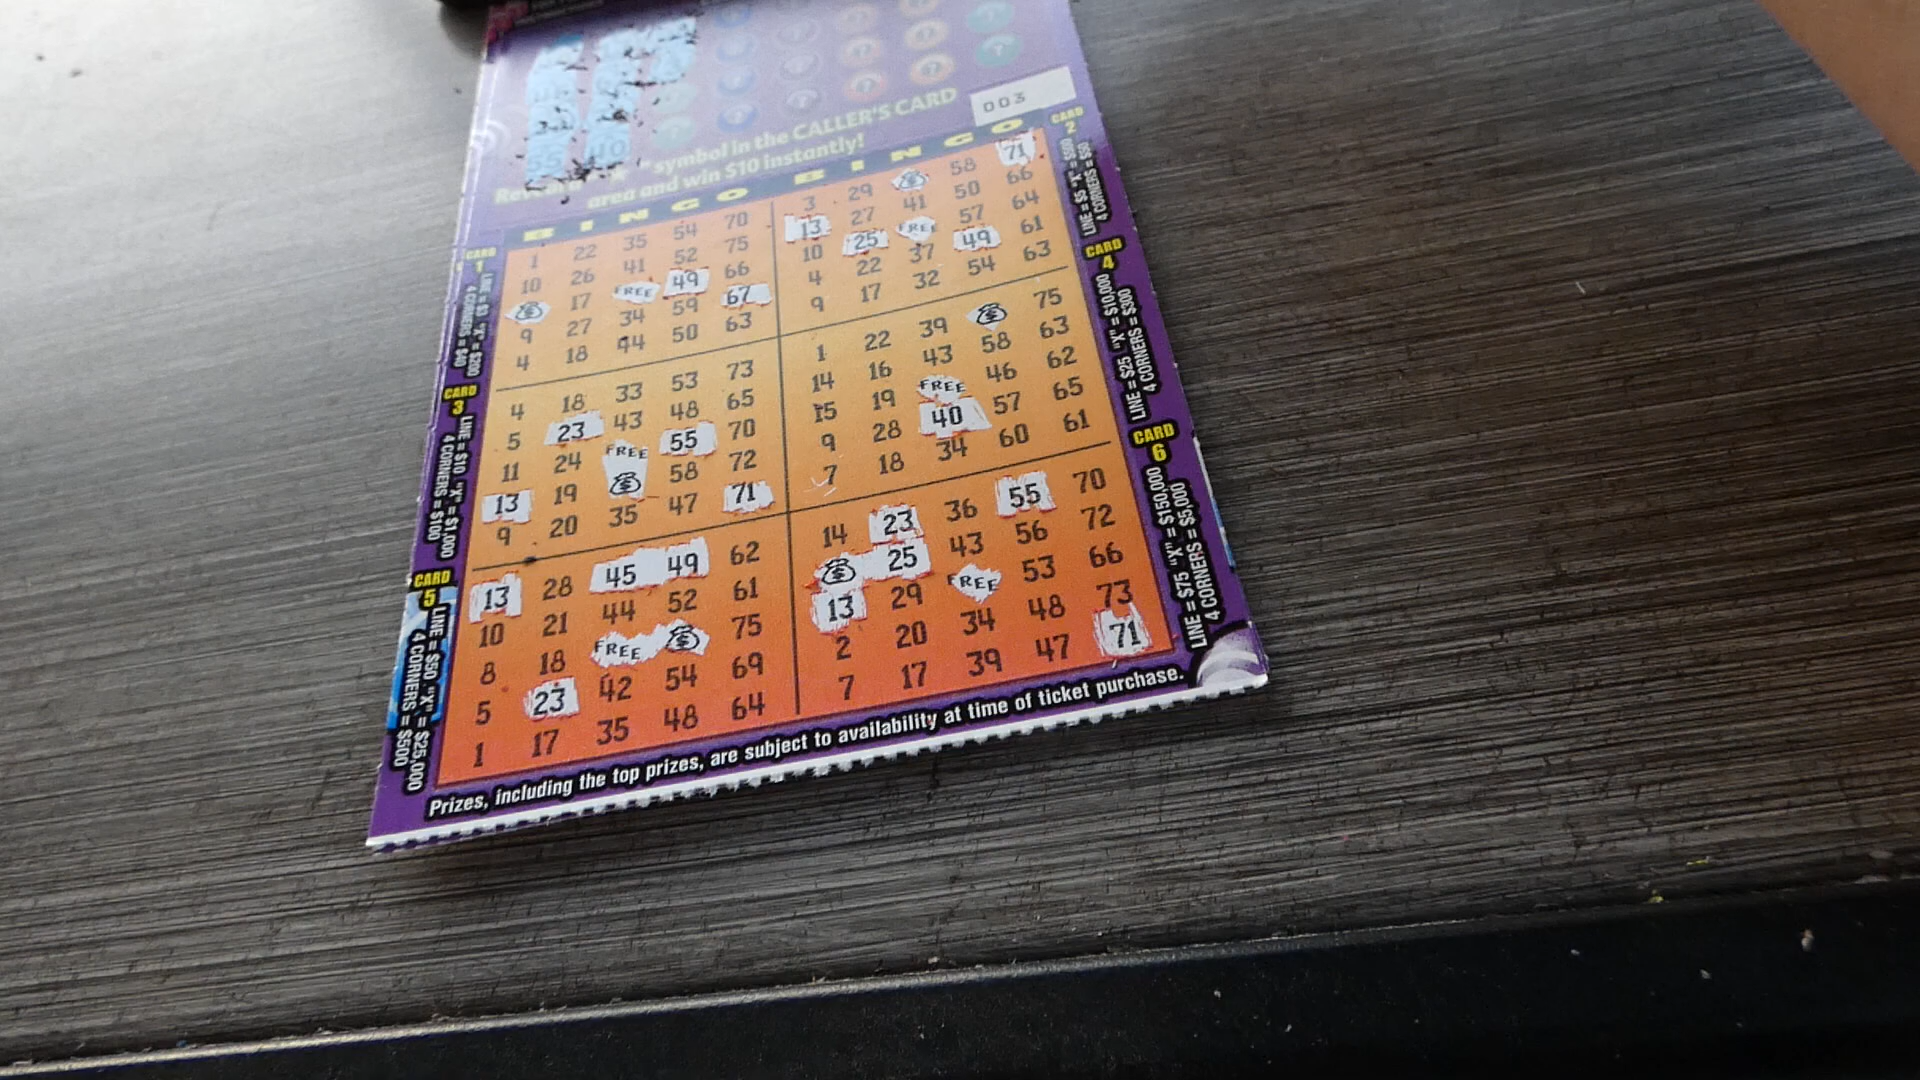 55 40
003
" symbol in the CALLER'S CARD
area and win $10 instantly!
B I N G O
B I N G O
CARD 1
LINE = $3 "X" = $200
4 CORNERS = $40
1 22 35 54 70
10 26 41 52 75
17 FREE 49 66
9 27 34 59 67
4 18 44 50 63
CARD 2
LINE = $5 "X" = $500
4 CORNERS = $50
3 29 58 71
13 27 41 50 66
10 25 FREE 57 64
4 22 37 49 61
9 17 32 54 63
CARD 3
LINE = $10 "X" = $1,000
4 CORNERS = $100
4 18 33 53 73
5 23 43 48 65
11 24 FREE 55 70
13 19 58 72
9 20 35 47 71
CARD 4
LINE = $25 "X" = $10,000
4 CORNERS = $300
1 22 39 75
14 16 43 58 63
15 19 FREE 46 62
9 28 40 57 65
7 18 34 60 61
CARD 5
LINE = $50 "X" = $25,000
4 CORNERS = $500
13 28 45 49 62
10 21 44 52 61
8 18 FREE 75
5 23 42 54 69
1 17 35 48 64
CARD 6
LINE = $75 "X" = $150,000
4 CORNERS = $5,000
14 23 36 55 70
25 43 56 72
13 29 FREE 53 66
2 20 34 48 73
7 17 39 47 71
Prizes, including the top prizes, are subject to availability at time of ticket purchase.